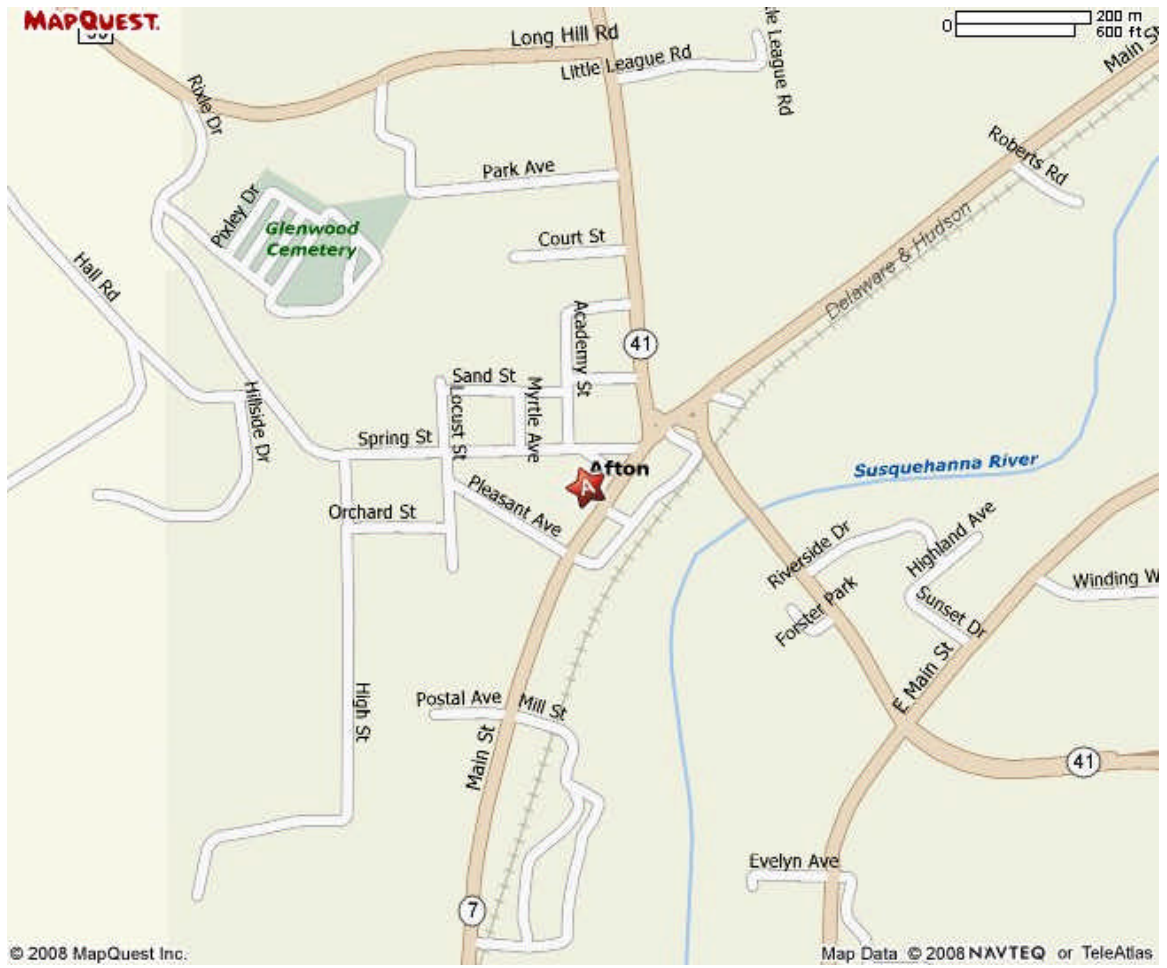 MAPQUEST.
0
200 m
600 ft
Long Hill Rd
Little League Rd
Little League Rd
Main St
Rixle Dr
Roberts Rd
Park Ave
Pixley Dr
Glenwood
Cemetery
Court St
Hall Rd
Delaware & Hudson
Academy St
41
Sand St
Myrtle Ave
Locust St
Hillside Dr
Spring St
Afton
A
Susquehanna River
Pleasant Ave
Orchard St
Riverside Dr
Highland Ave
Winding W
Forster Park
Sunset Dr
E Main St
High St
Postal Ave
Mill St
Main St
41
Evelyn Ave
7
© 2008 MapQuest Inc.
Map Data © 2008 NAVTEQ or TeleAtlas